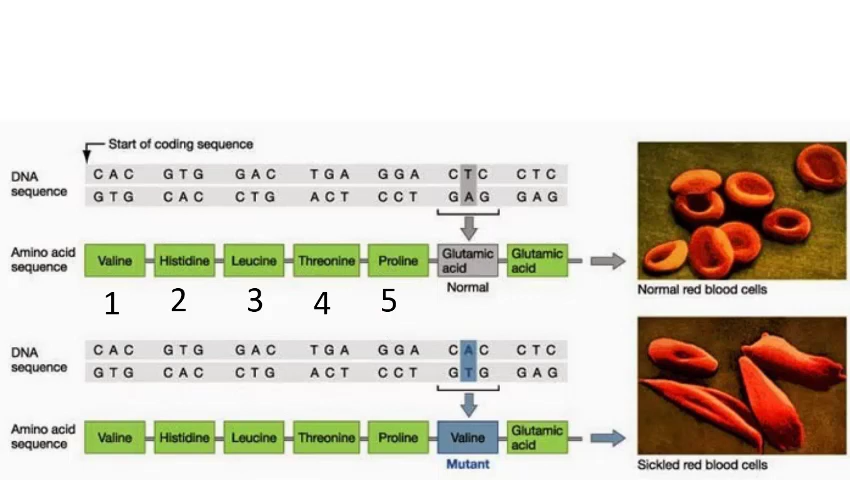 Start of coding sequence
DNA sequence
CAC GTG GAC TGA GGA CTC CTC
GTG CAC CTG ACT CCT GAG GAG
Amino acid sequence
Valine Histidine Leucine Threonine Proline Glutamic acid Glutamic acid
Normal
Normal red blood cells
1 2 3 4 5
DNA sequence
CAC GTG GAC TGA GGA CAC CTC
GTG CAC CTG ACT CCT GTG GAG
Amino acid sequence
Valine Histidine Leucine Threonine Proline Valine Glutamic acid
Mutant
Sickled red blood cells